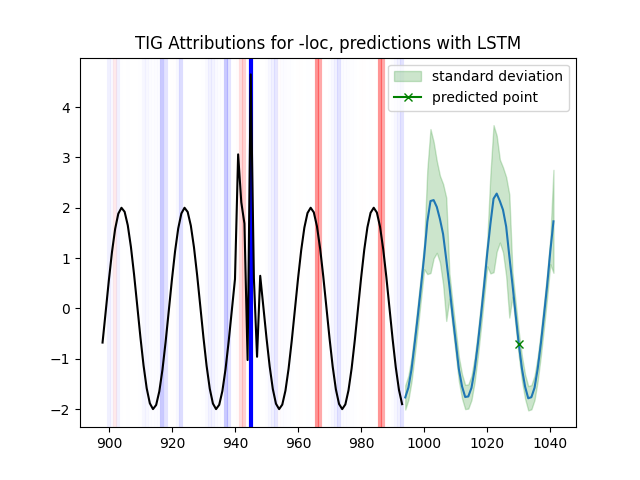 TIG Attributions for -loc, predictions with LSTM
standard deviation
predicted point
4
3
2
1
0
−1
−2
900 920 940 960 980 1000 1020 1040